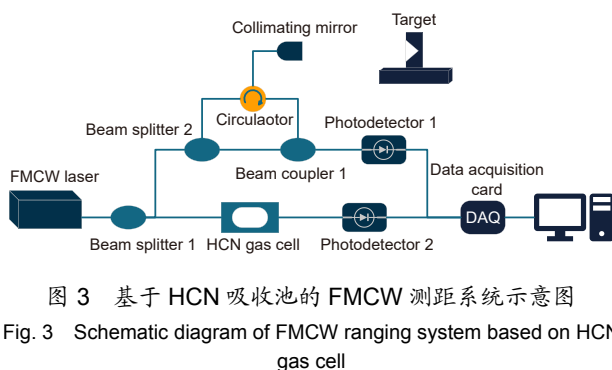 Collimating mirror
Target
Circulaotor
Beam splitter 2
Photodetector 1
FMCW laser
Beam coupler 1
Data acquisition
card
DAQ
Beam splitter 1
HCN gas cell
Photodetector 2
图 3 基于 HCN 吸收池的 FMCW 测距系统示意图
Fig. 3 Schematic diagram of FMCW ranging system based on HCN
gas cell